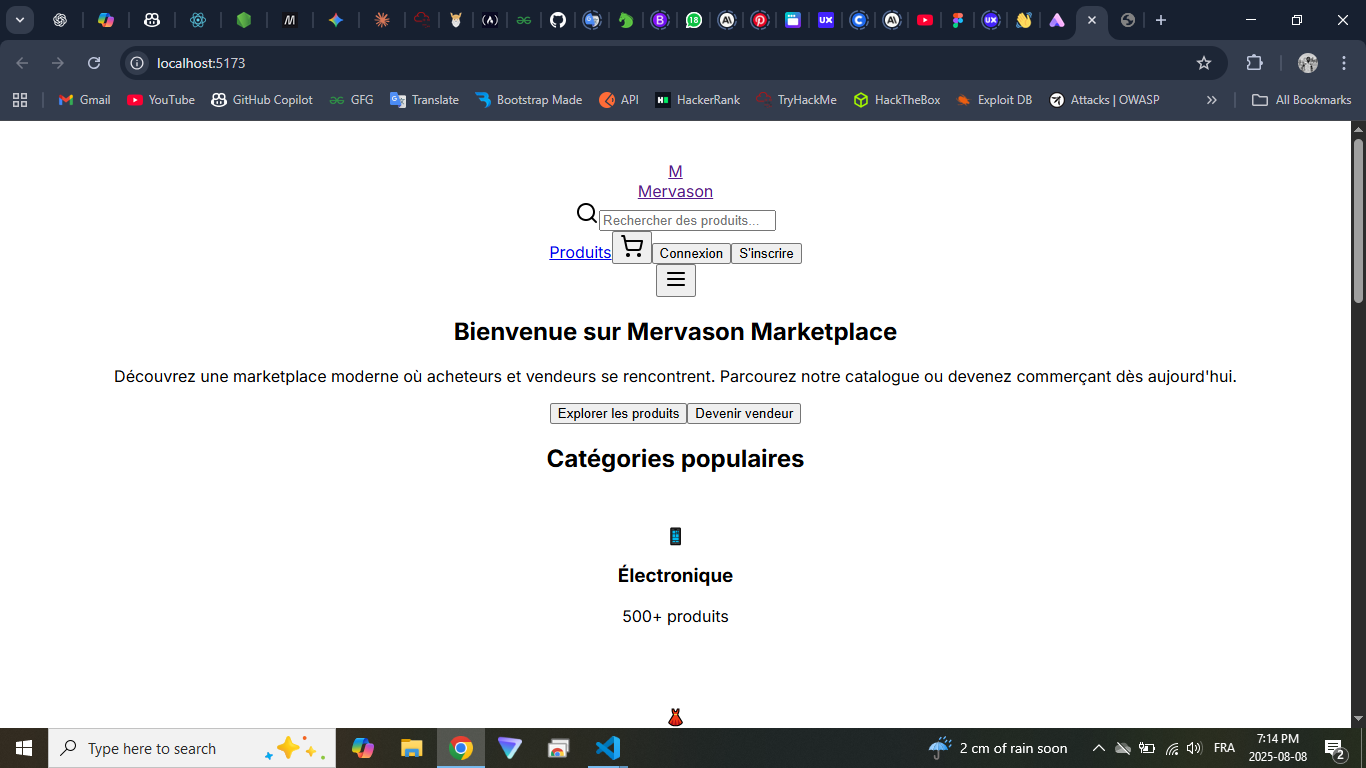 localhost:5173
Gmail YouTube GitHub Copilot GFG Translate Bootstrap Made API HackerRank TryHackMe HackTheBox Exploit DB Attacks | OWASP » All Bookmarks
M
Mervason
Rechercher des produits...
Produits Connexion S'inscrire
Bienvenue sur Mervason Marketplace
Découvrez une marketplace moderne où acheteurs et vendeurs se rencontrent. Parcourez notre catalogue ou devenez commerçant dès aujourd'hui.
Explorer les produits Devenir vendeur
Catégories populaires
Électronique
500+ produits
Type here to search 2 cm of rain soon FRA 7:14 PM
2025-08-08 2